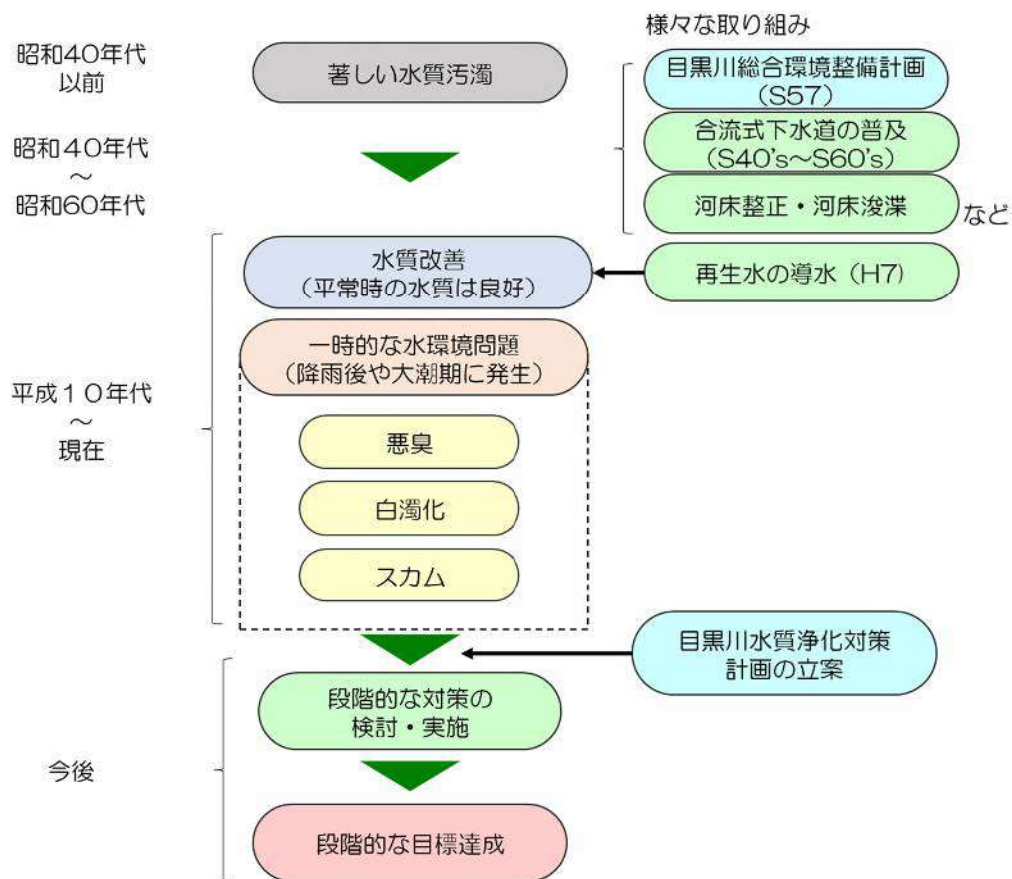 様々な取り組み
昭和40年代
以前
著しい水質汚濁
目黒川総合環境整備計画
(S57)
合流式下水道の普及
(S40's～S60's)
河床整正・河床浚渫
など
昭和40年代
～
昭和60年代
水質改善
(平常時の水質は良好)
再生水の導水 (H7)
一時的な水環境問題
(降雨後や大潮期に発生)
平成１０年代
～
現在
悪臭
白濁化
スカム
目黒川水質浄化対策
計画の立案
段階的な対策の
検討・実施
今後
段階的な目標達成